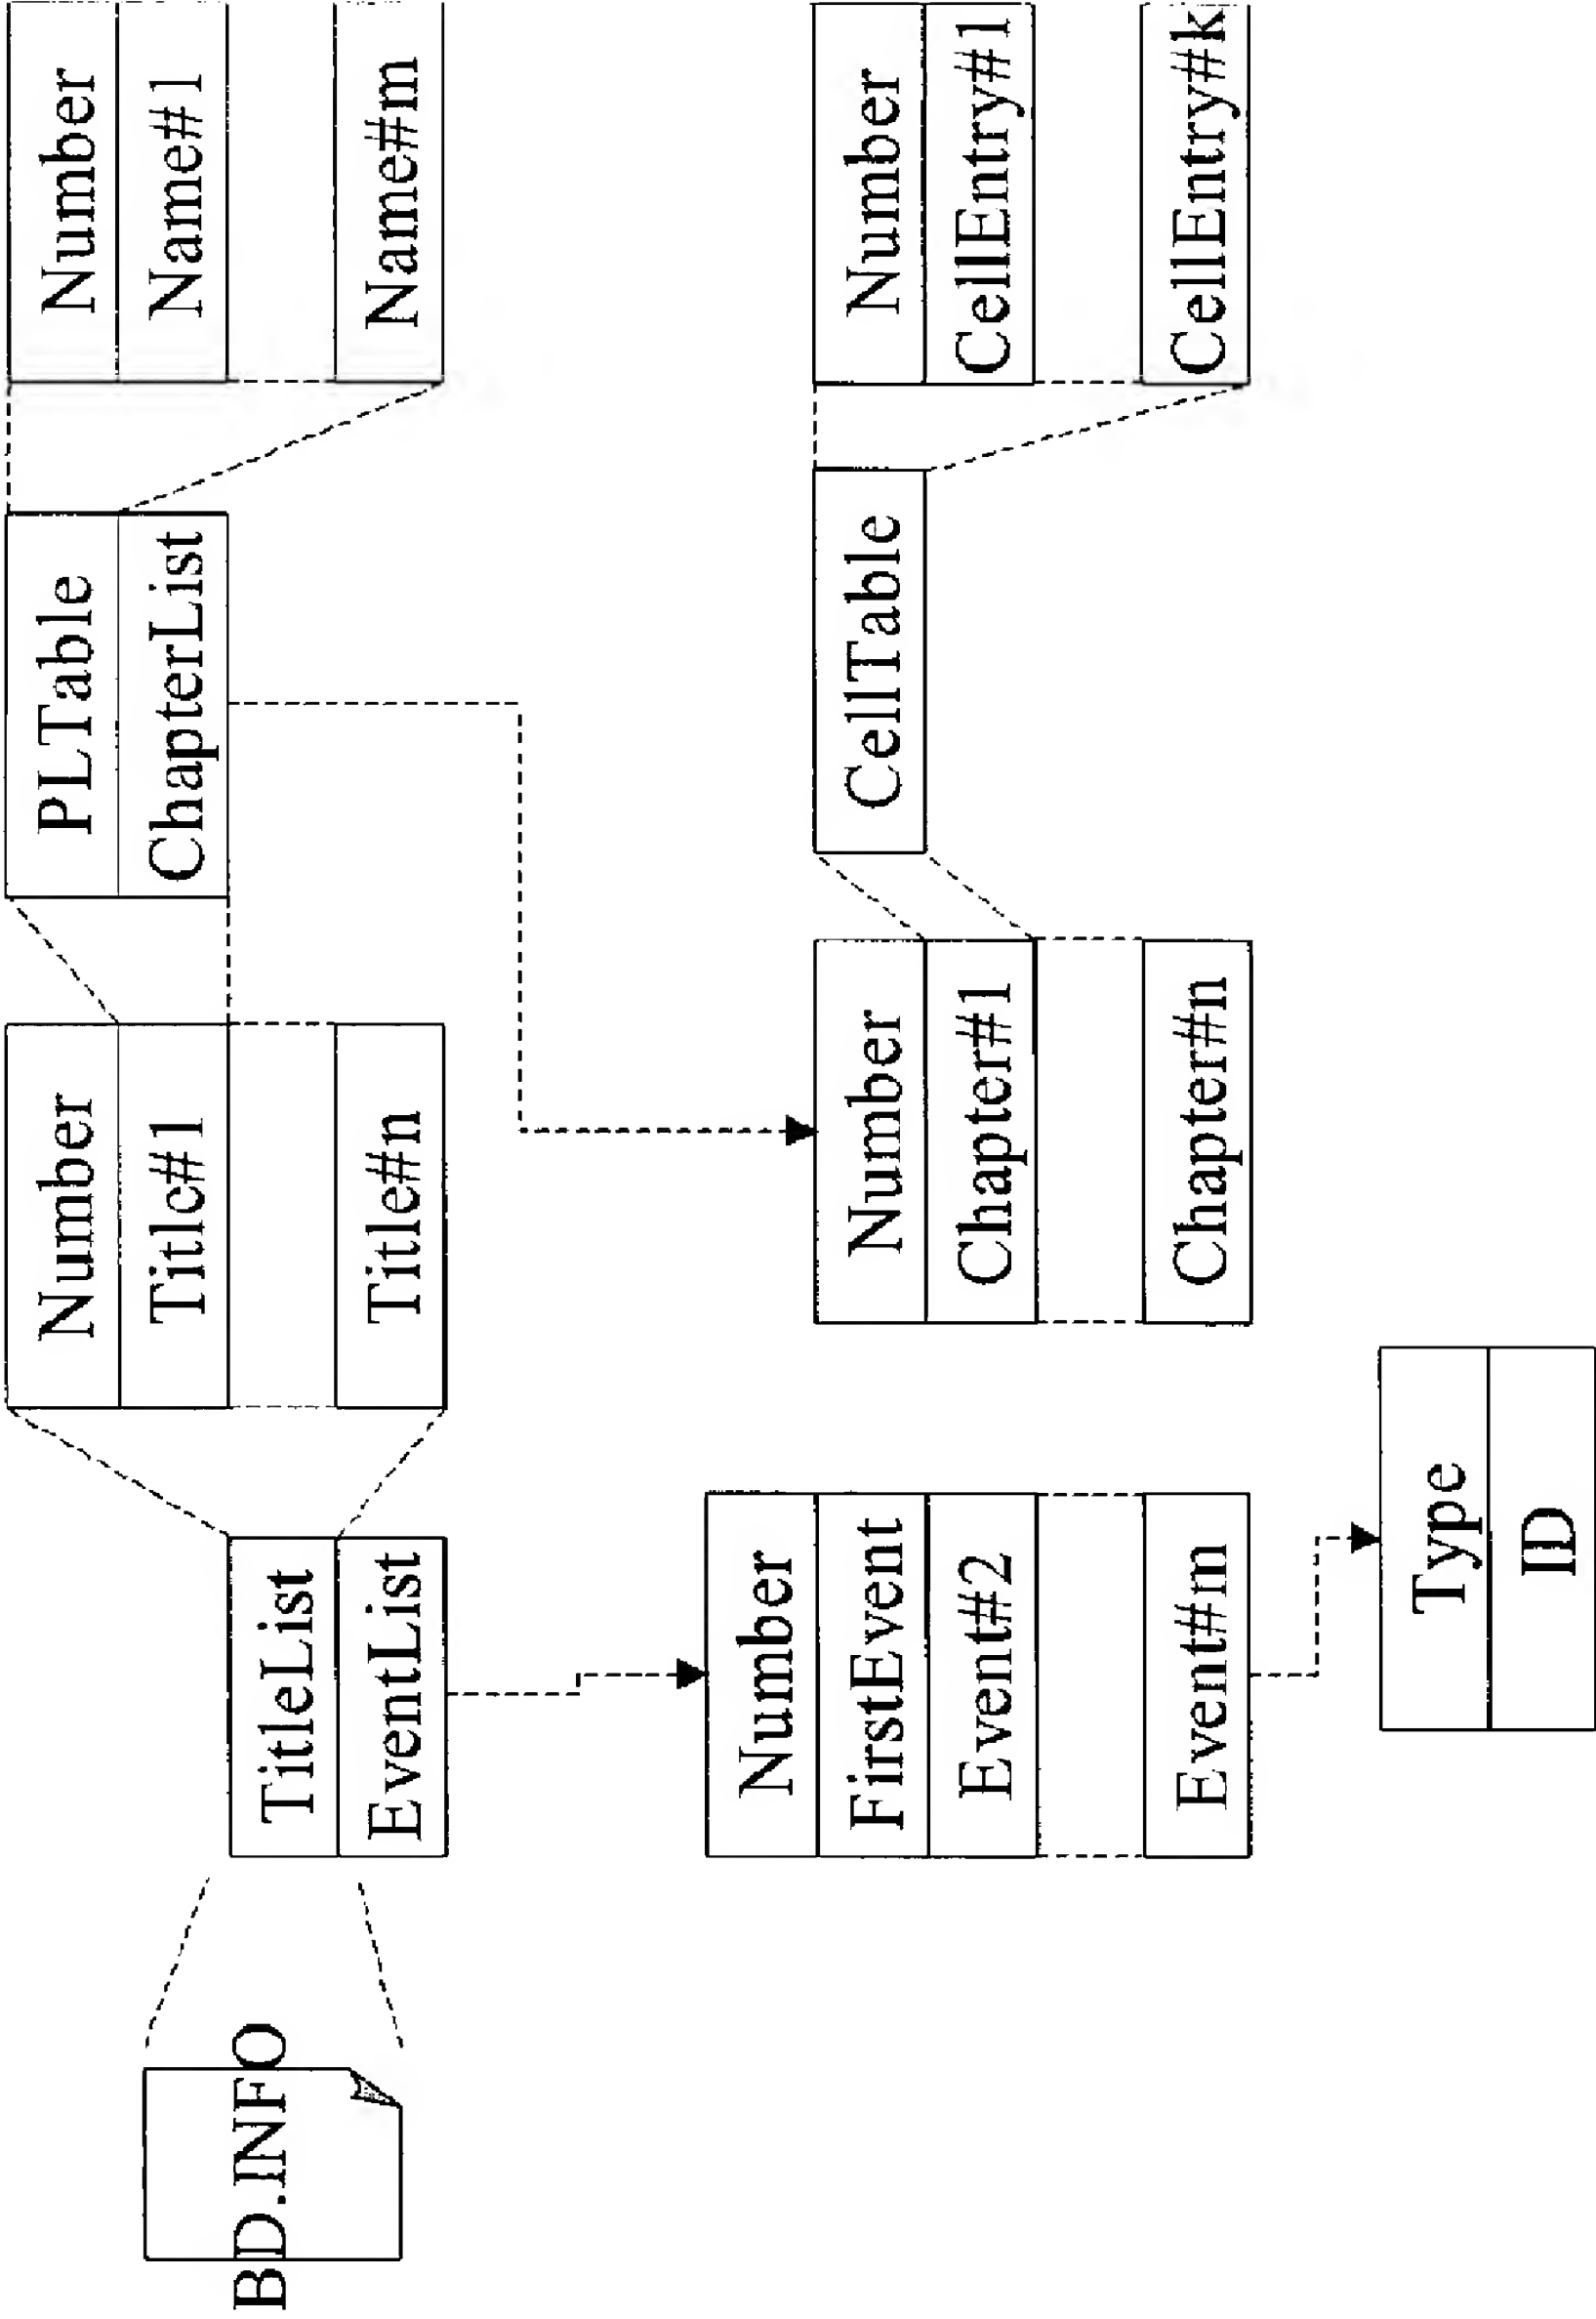 BD.INFO
TitleList
EventList
Number
Title#1
Title#n
PLTable
ChapterList
Number
Name#1
Name#m
Number
FirstEvent
Event#2
Event#m
Type
ID
Number
Chapter#1
Chapter#n
CellTable
Number
CellEntry#1
CellEntry#k